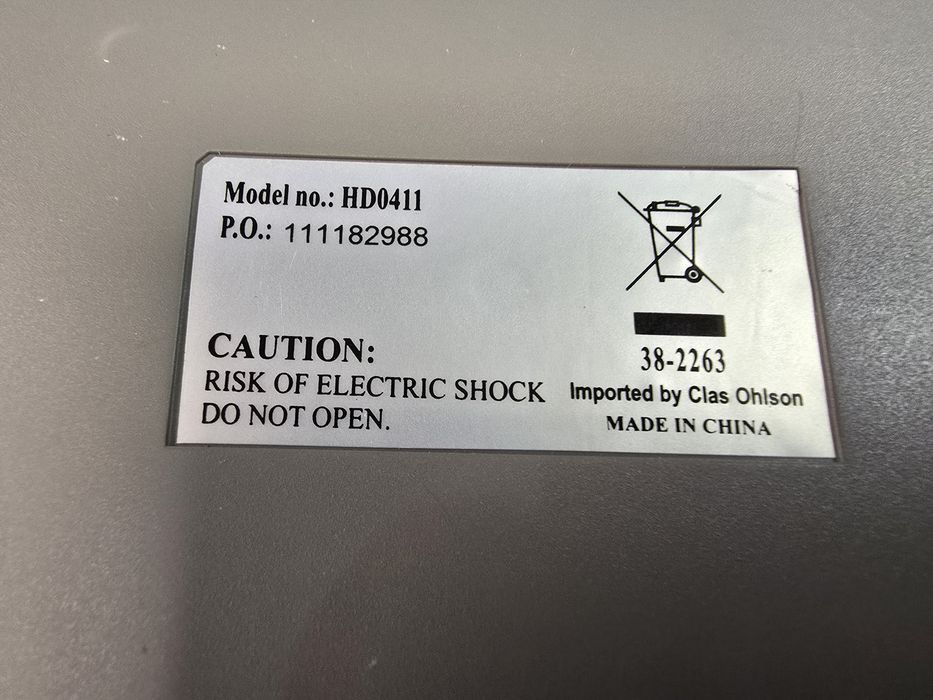 Model no.: HD0411
P.O.: 111182988
CAUTION:
RISK OF ELECTRIC SHOCK
DO NOT OPEN.
38-2263
Imported by Clas Ohlson
MADE IN CHINA